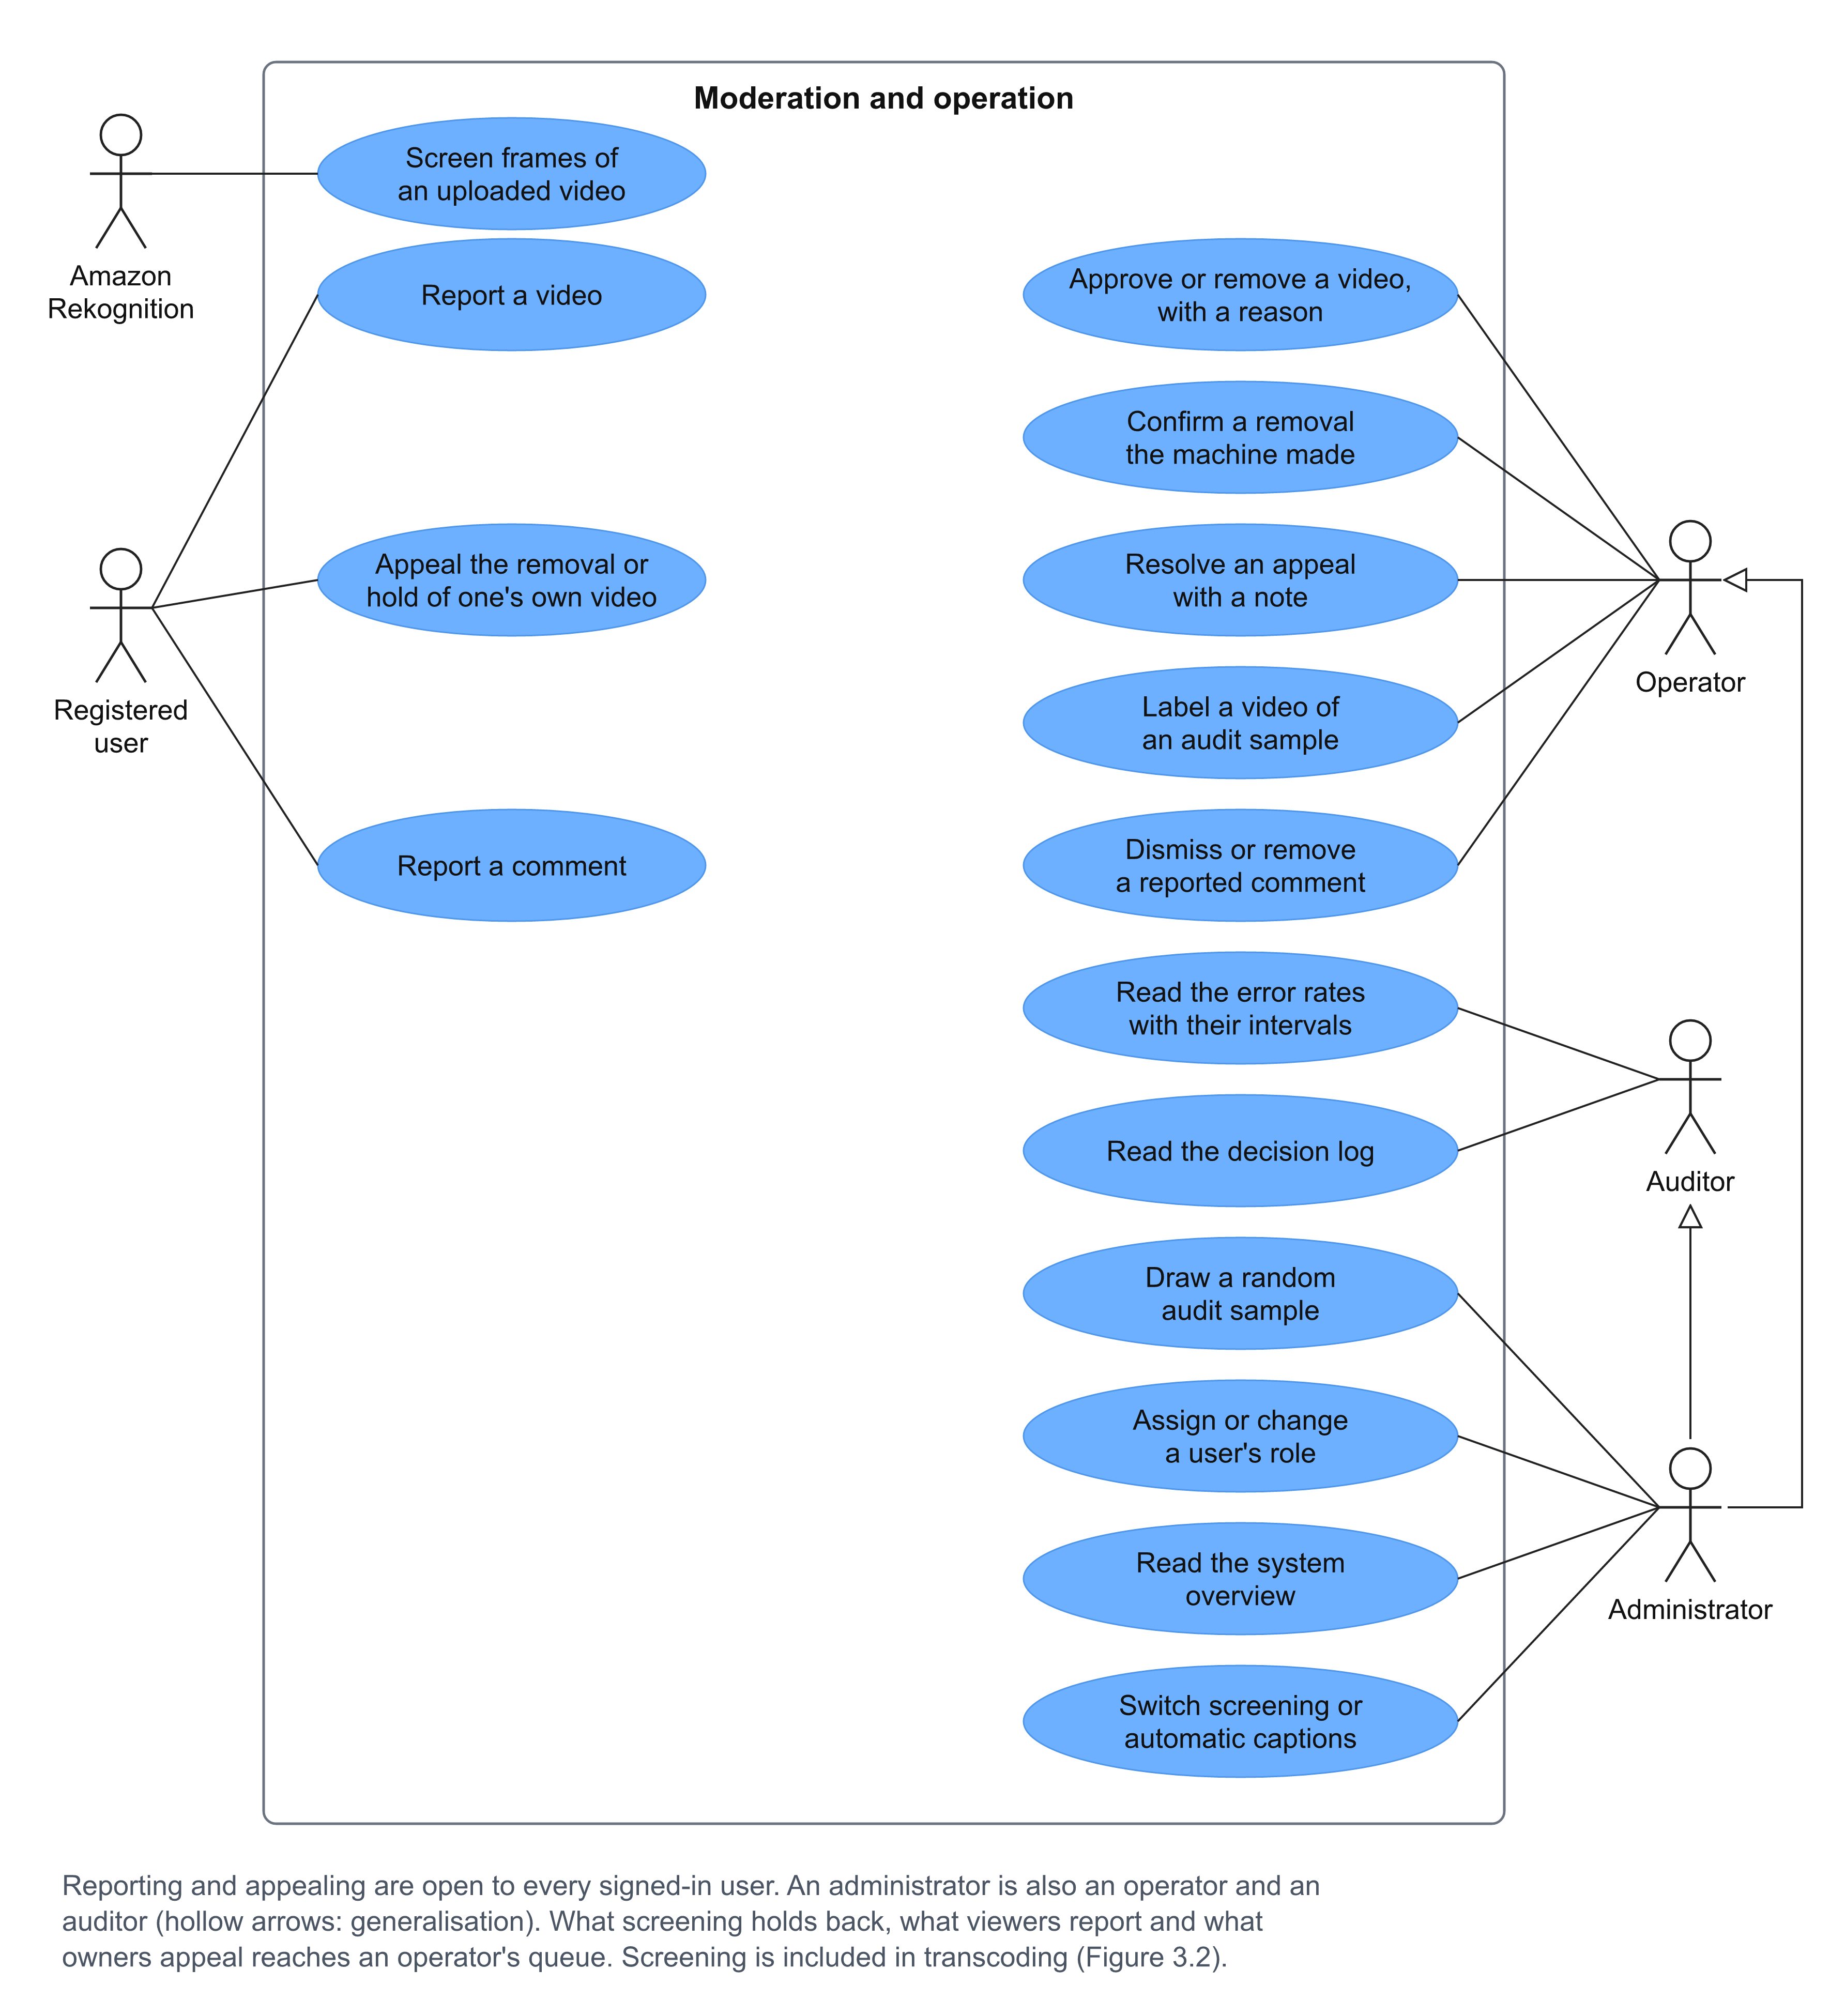 Moderation and operation
Screen frames of
an uploaded video
Amazon
Rekognition
Report a video
Approve or remove a video,
with a reason
Confirm a removal
the machine made
Appeal the removal or
hold of one's own video
Resolve an appeal
with a note
Operator
Registered
user
Label a video of
an audit sample
Report a comment
Dismiss or remove
a reported comment
Read the error rates
with their intervals
Read the decision log
Auditor
Draw a random
audit sample
Assign or change
a user's role
Read the system
overview
Administrator
Switch screening or
automatic captions
Reporting and appealing are open to every signed-in user. An administrator is also an operator and an
auditor (hollow arrows: generalisation). What screening holds back, what viewers report and what
owners appeal reaches an operator's queue. Screening is included in transcoding (Figure 3.2).